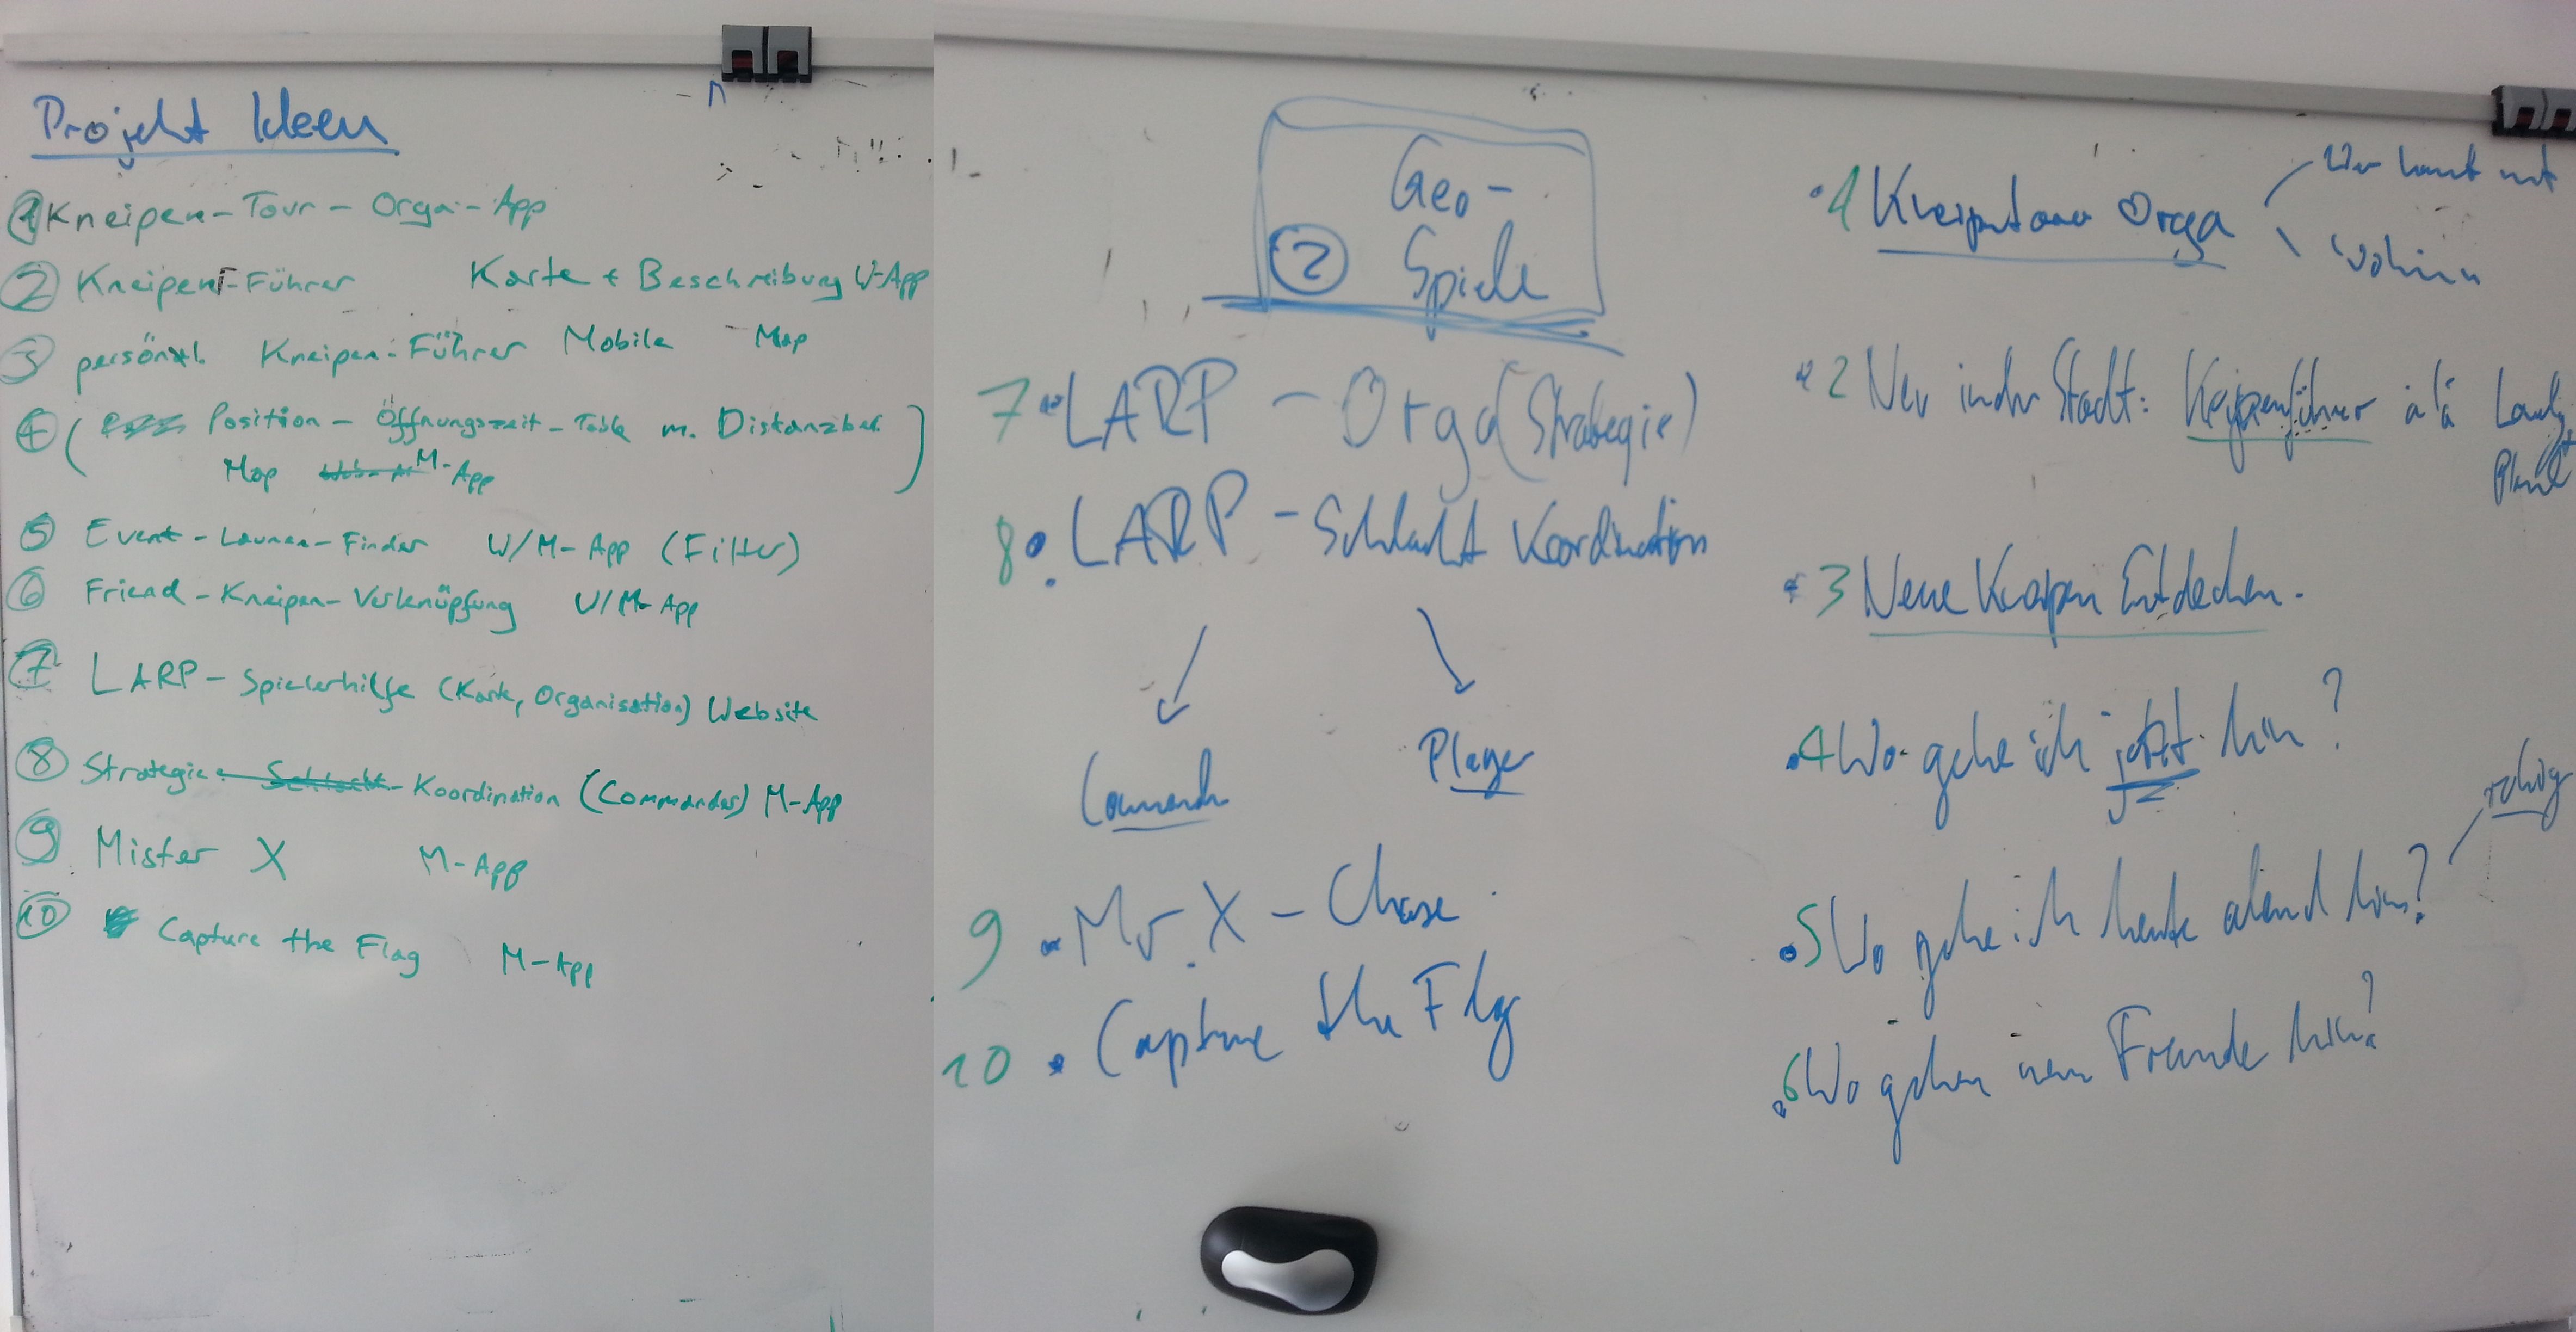 Projekt Ideen
1 Kneipen-Tour-Orga-App
2 Kneipen-Führer Karte + Beschreibung W-App
3 persönl. Kneipen-Führer Mobile Map
4 ( Position - Öffnungszeit - Table m. Distanzber. )
Map M-App
5 Event-Launen-Finder W/M-App (Filter)
6 Friend-Kneipen-Verknüpfung W/M-App
7 LARP-Spielerhilfe (Karte, Organisation) Website
8 Strategie-Schlacht-Koordination (Commander) M-App
9 Mister X M-App
10 Capture the Flag M-App
Geo-
2 Spiele
7 • LARP - Orga (Strategie)
8 • LARP - Schlacht Koordination
Command
Player
9 • Mr. X - Chase
10 • Capture the Flag
Wer kommt mit
• 1 Kneipentour Orga
Wohin
• 2 Neu in der Stadt: Kneipenführer á lá Lonely
Planet
• 3 Neue Kneipen Entdecken.
• 4 Wo gehe ich jetzt hin?
• 5 Wo gehe ich heute abend hin?
• 6 Wo gehen meine Freunde hin?